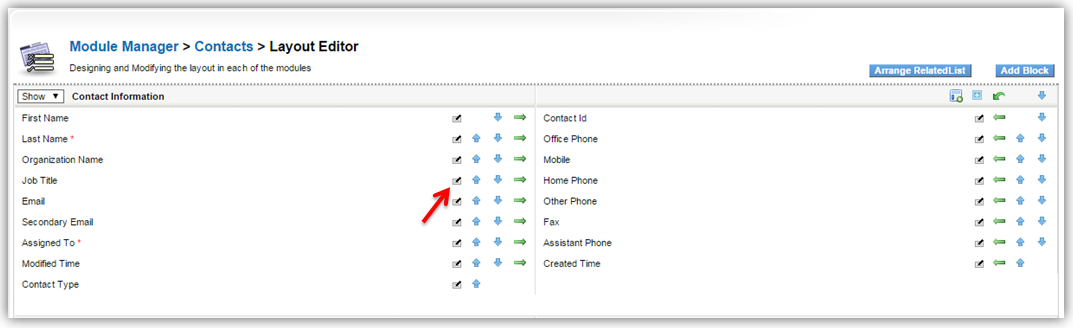 Module Manager > Contacts > Layout Editor
Designing and Modifying the layout in each of the modules
Arrange RelatedList Add Block
Show Contact Information
First Name Contact Id
Last Name * Office Phone
Organization Name Mobile
Job Title Home Phone
Email Other Phone
Secondary Email Fax
Assigned To * Assistant Phone
Modified Time Created Time
Contact Type